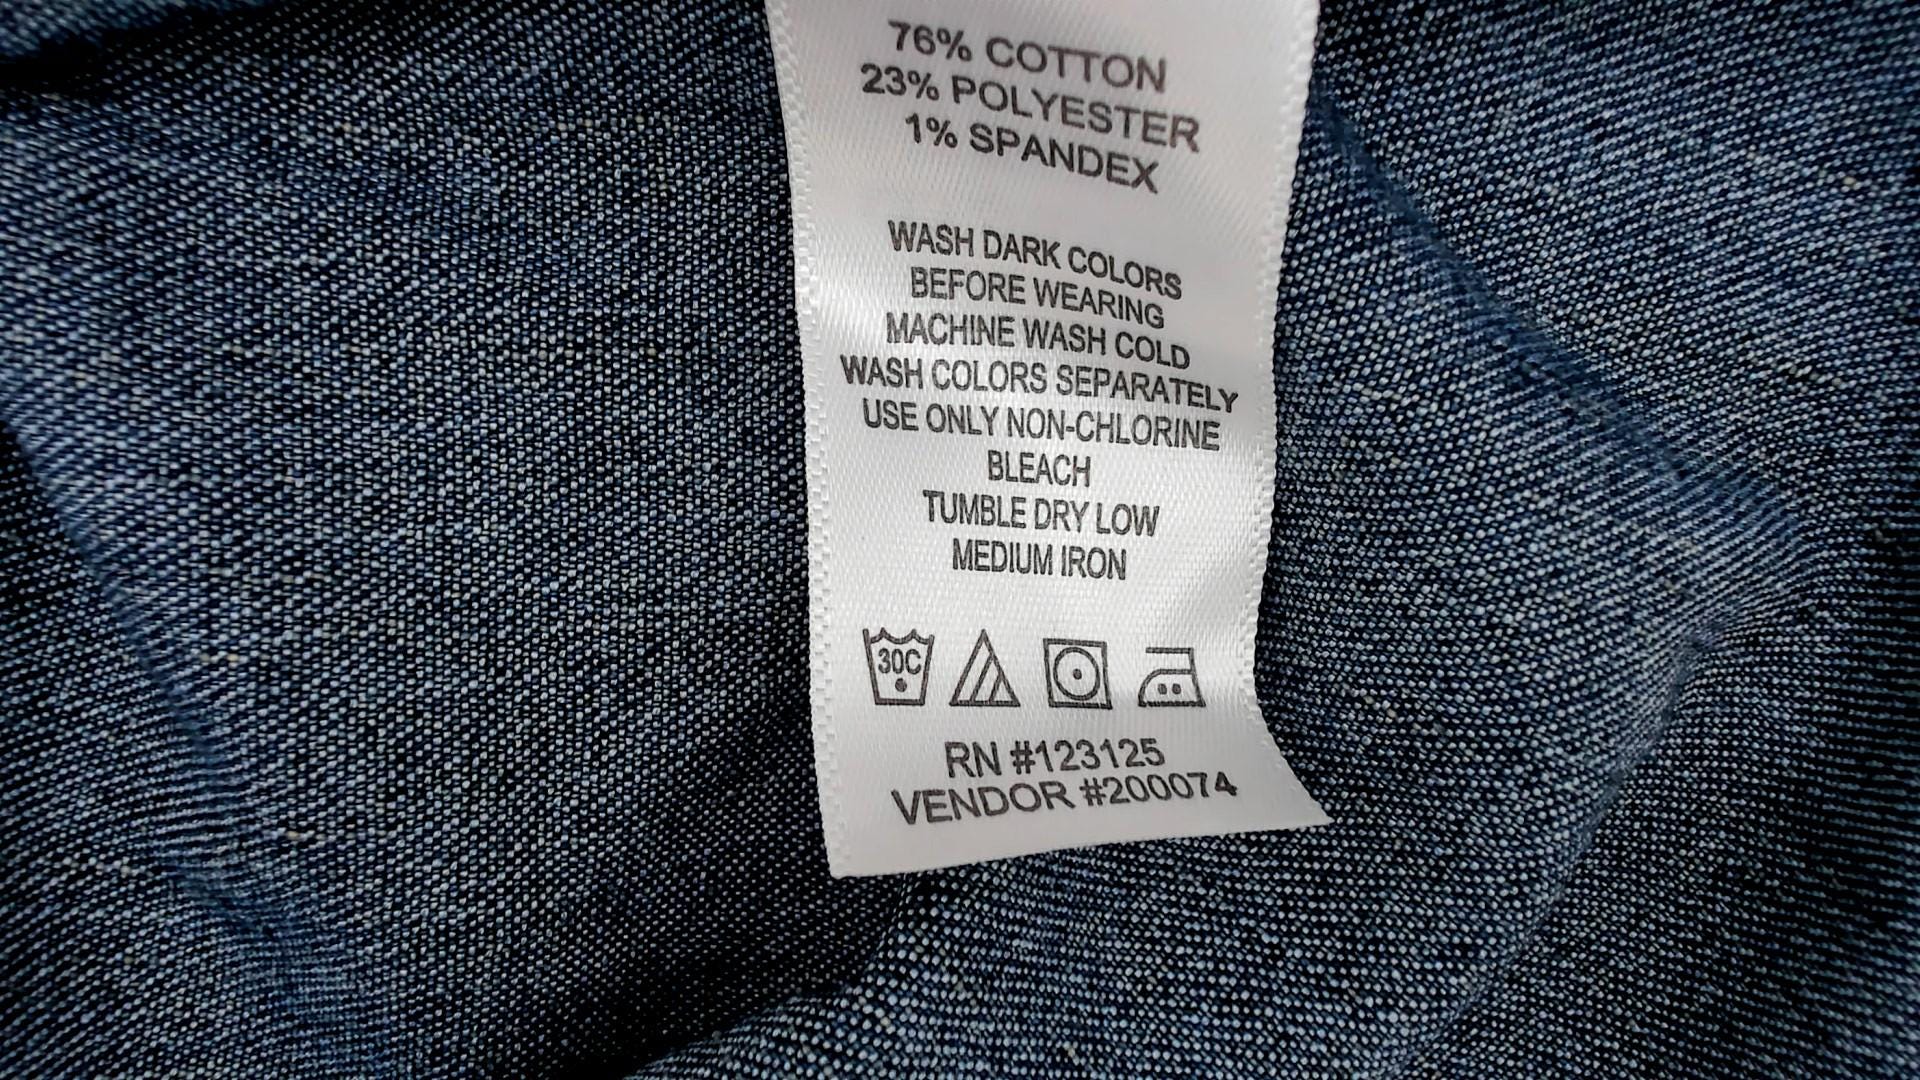 76% COTTON
23% POLYESTER
1% SPANDEX
WASH DARK COLORS
BEFORE WEARING
MACHINE WASH COLD
WASH COLORS SEPARATELY
USE ONLY NON-CHLORINE
BLEACH
TUMBLE DRY LOW
MEDIUM IRON
30C
RN #123125
VENDOR #200074